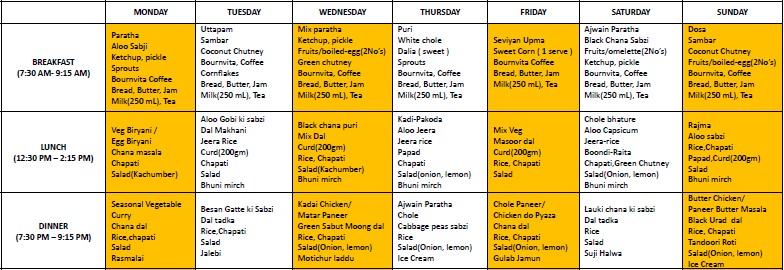 MONDAY
TUESDAY
WEDNESDAY
THURSDAY
FRIDAY
SATURDAY
SUNDAY
BREAKFAST
(7:30 AM- 9:15 AM)
Paratha
Aloo Sabji
Ketchup, pickle
Sprouts
Bournvita Coffee
Bread, Butter, Jam
Milk(250 mL), Tea
Uttapam
Sambar
Coconut Chutney
Bournvita, Coffee
Cornflakes
Bread, Butter, Jam
Milk(250 mL), Tea
Mix paratha
Ketchup, pickle
Fruits/boiled-egg(2No's)
Green chutney
Bournvita, Coffee
Bread, Butter, Jam
Milk(250 mL), Tea
Puri
White chole
Dalia ( sweet )
Sprouts
Bournvita, Coffee
Bread, Butter, Jam
Milk(250 mL), Tea
Seviyan Upma
Sweet Corn ( 1 serve )
Bournvita Coffee
Bread, Butter, Jam
Milk(250 mL), Tea
Ajwain Paratha
Black Chana Sabzi
Fruits/omelette(2No's)
Ketchup, pickle
Bournvita, Coffee
Bread, Butter, Jam
Milk(250 mL), Tea
Dosa
Sambar
Coconut Chutney
Fruits/boiled-egg(2No's)
Bournvita, Coffee
Bread, Butter, Jam
Milk(250 mL), Tea
LUNCH
(12:30 PM – 2:15 PM)
Veg Biryani /
Egg Biryani
Chana masala
Chapati
Salad(Kachumber)
Aloo Gobi ki sabzi
Dal Makhani
Jeera Rice
Curd(200gm)
Chapati
Salad
Bhuni mirch
Black chana puri
Mix Dal
Curd(200gm)
Rice, Chapati
Salad(Kachumber)
Bhuni mirch
Kadi-Pakoda
Aloo Jeera
Jeera rice
Papad
Chapati
Salad(onion, lemon)
Bhuni mirch
Mix Veg
Masoor dal
Curd(200gm)
Rice, Chapati
Salad
Chole bhature
Aloo Capsicum
Jeera-rice
Boondi-Raita
Chapati,Green Chutney
Salad(Onion, lemon)
Bhuni mirch
Rajma
Aloo sabzi
Rice,Chapati
Papad,Curd(200gm)
Salad
Bhuni mirch
DINNER
(7:30 PM – 9:15 PM)
Seasonal Vegetable
Curry
Chana dal
Rice,chapati
Salad
Rasmalai
Besan Gatte ki Sabzi
Dal tadka
Rice,Chapati
Salad
Jalebi
Kadai Chicken/
Matar Paneer
Green Sabut Moong dal
Rice, Chapati
Salad(Onion, lemon)
Motichur laddu
Ajwain Paratha
Chole
Cabbage peas sabzi
Rice
Salad(Onion, lemon)
Ice Cream
Chole Paneer/
Chicken do Pyaza
Chana dal
Rice, Chapati
Salad(Onion, lemon)
Gulab Jamun
Lauki chana ki sabzi
Dal tadka
Rice
Salad
Suji Halwa
Butter Chicken/
Paneer Butter Masala
Black Urad dal
Rice, Chapati
Tandoori Roti
Salad(Onion, lemon)
Ice Cream